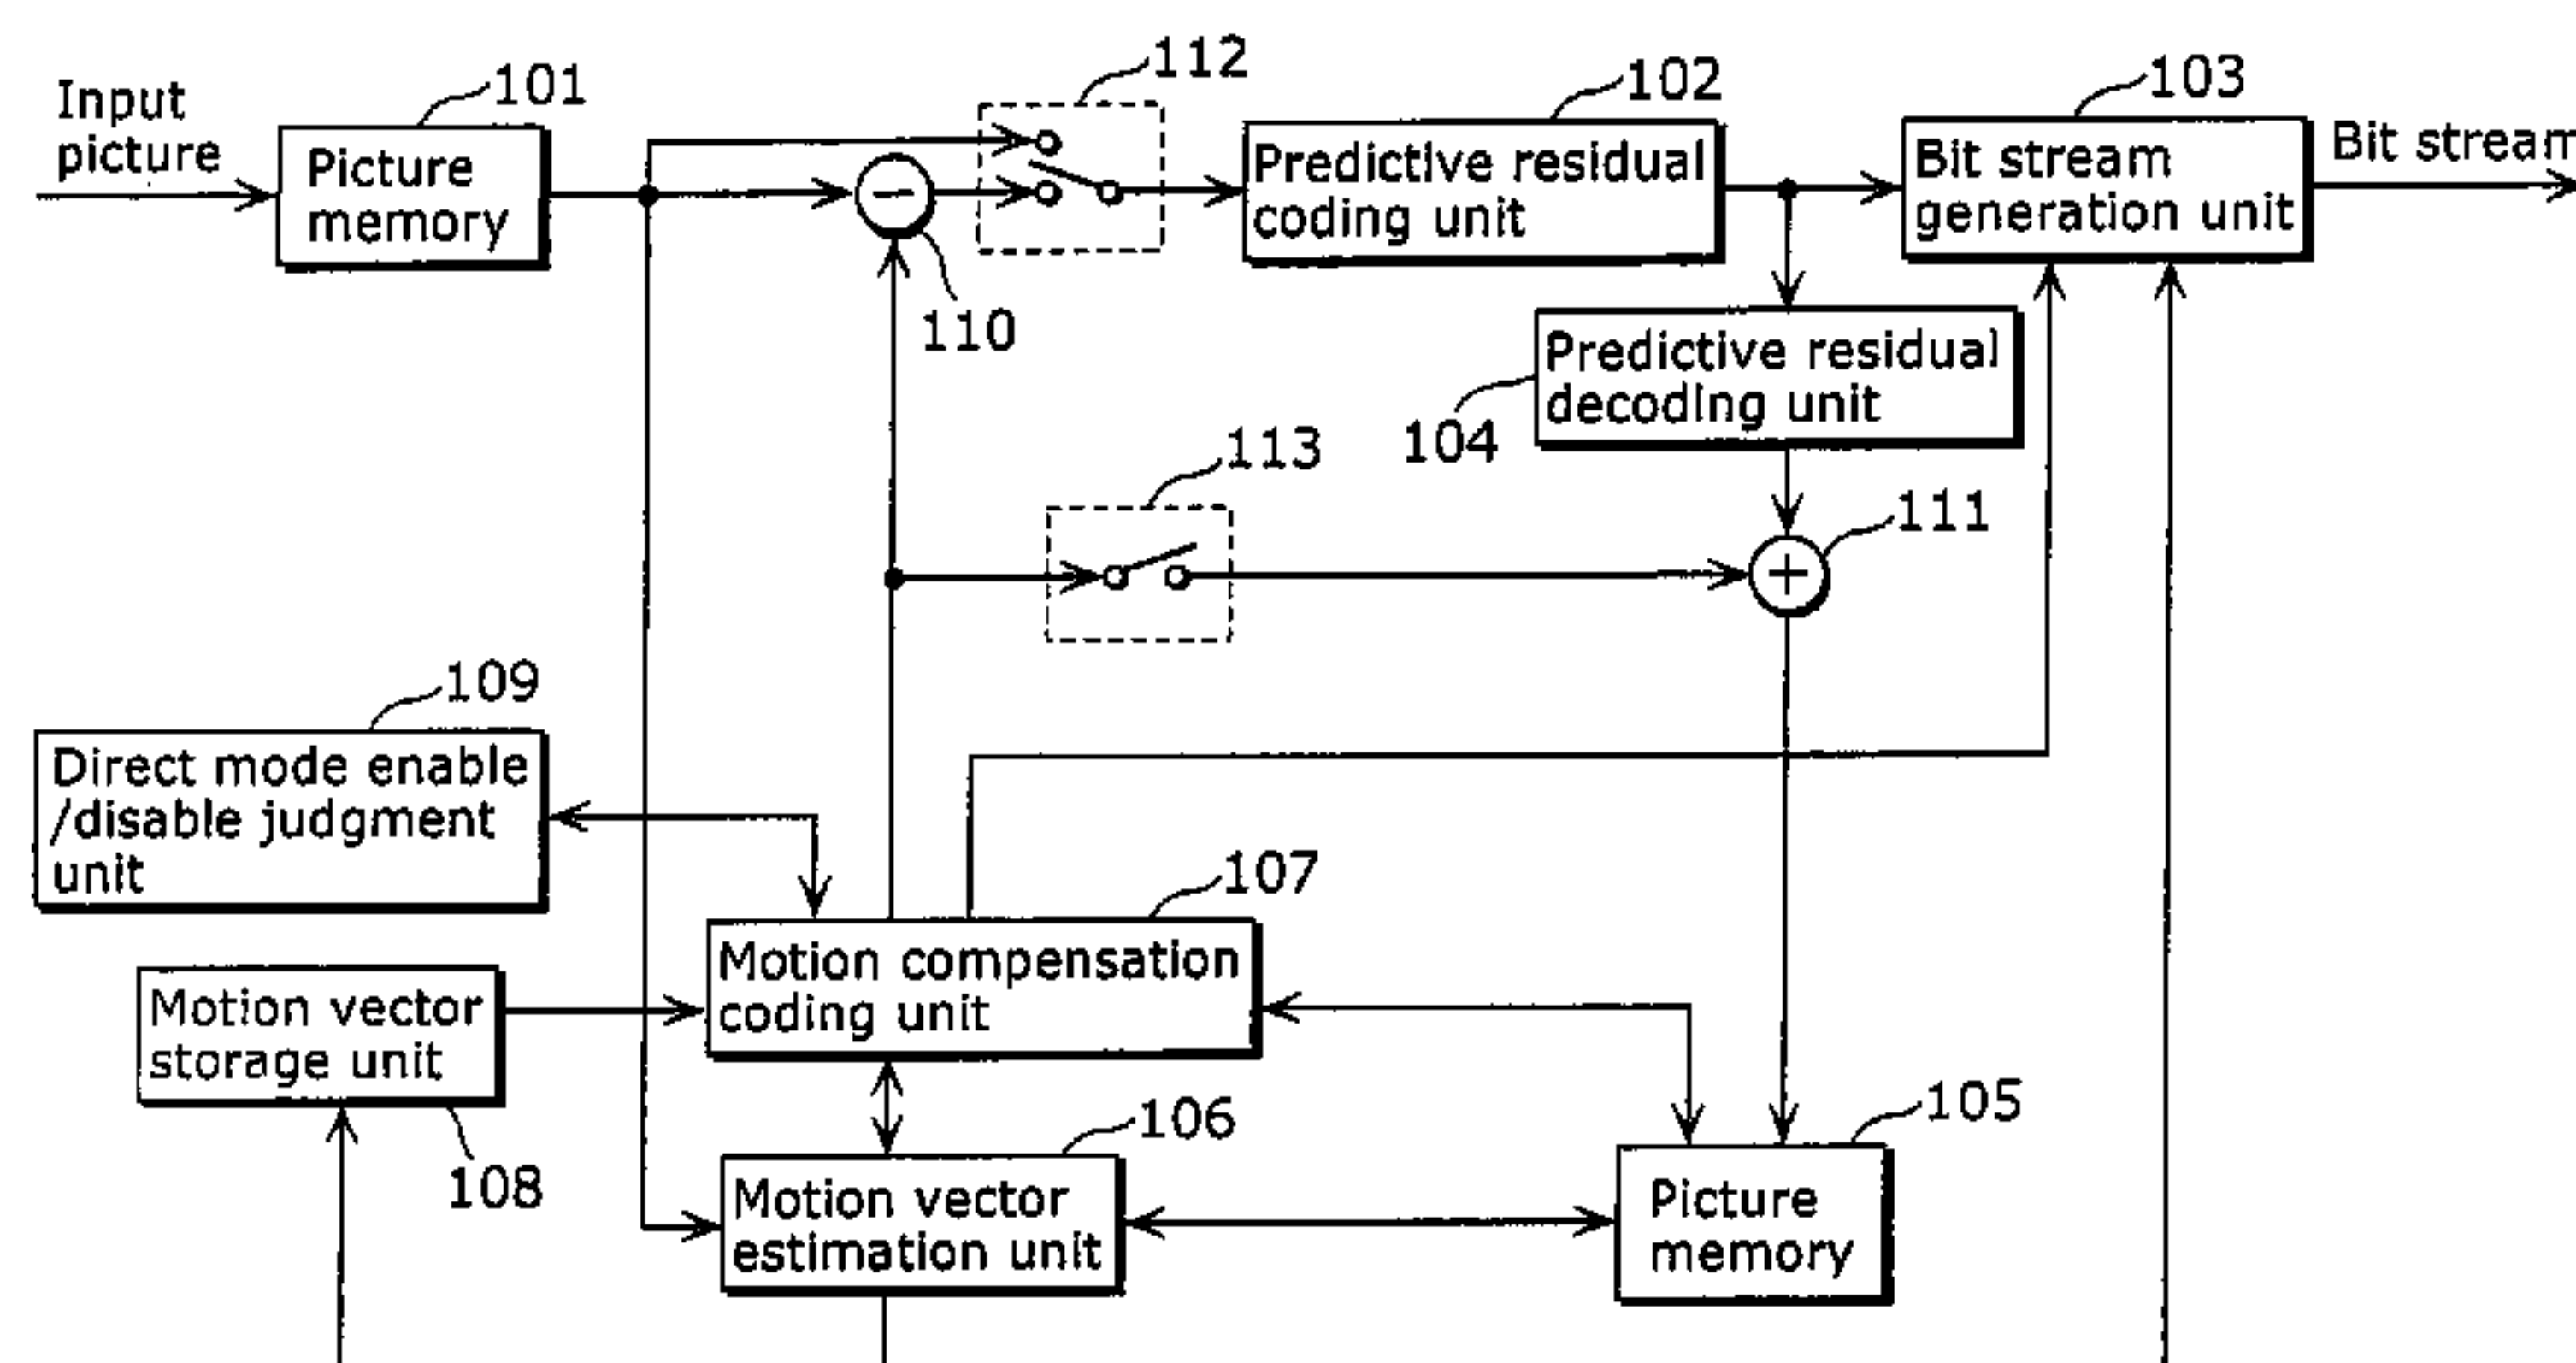 Input
picture
101
Picture
memory
112
110
102
Predictive residual
coding unit
103
Bit stream
generation unit
Bit stream
Predictive residual
decoding unit
104
113
111
109
Direct mode enable
/disable judgment
unit
107
Motion compensation
coding unit
Motion vector
storage unit
108
106
Motion vector
estimation unit
105
Picture
memory